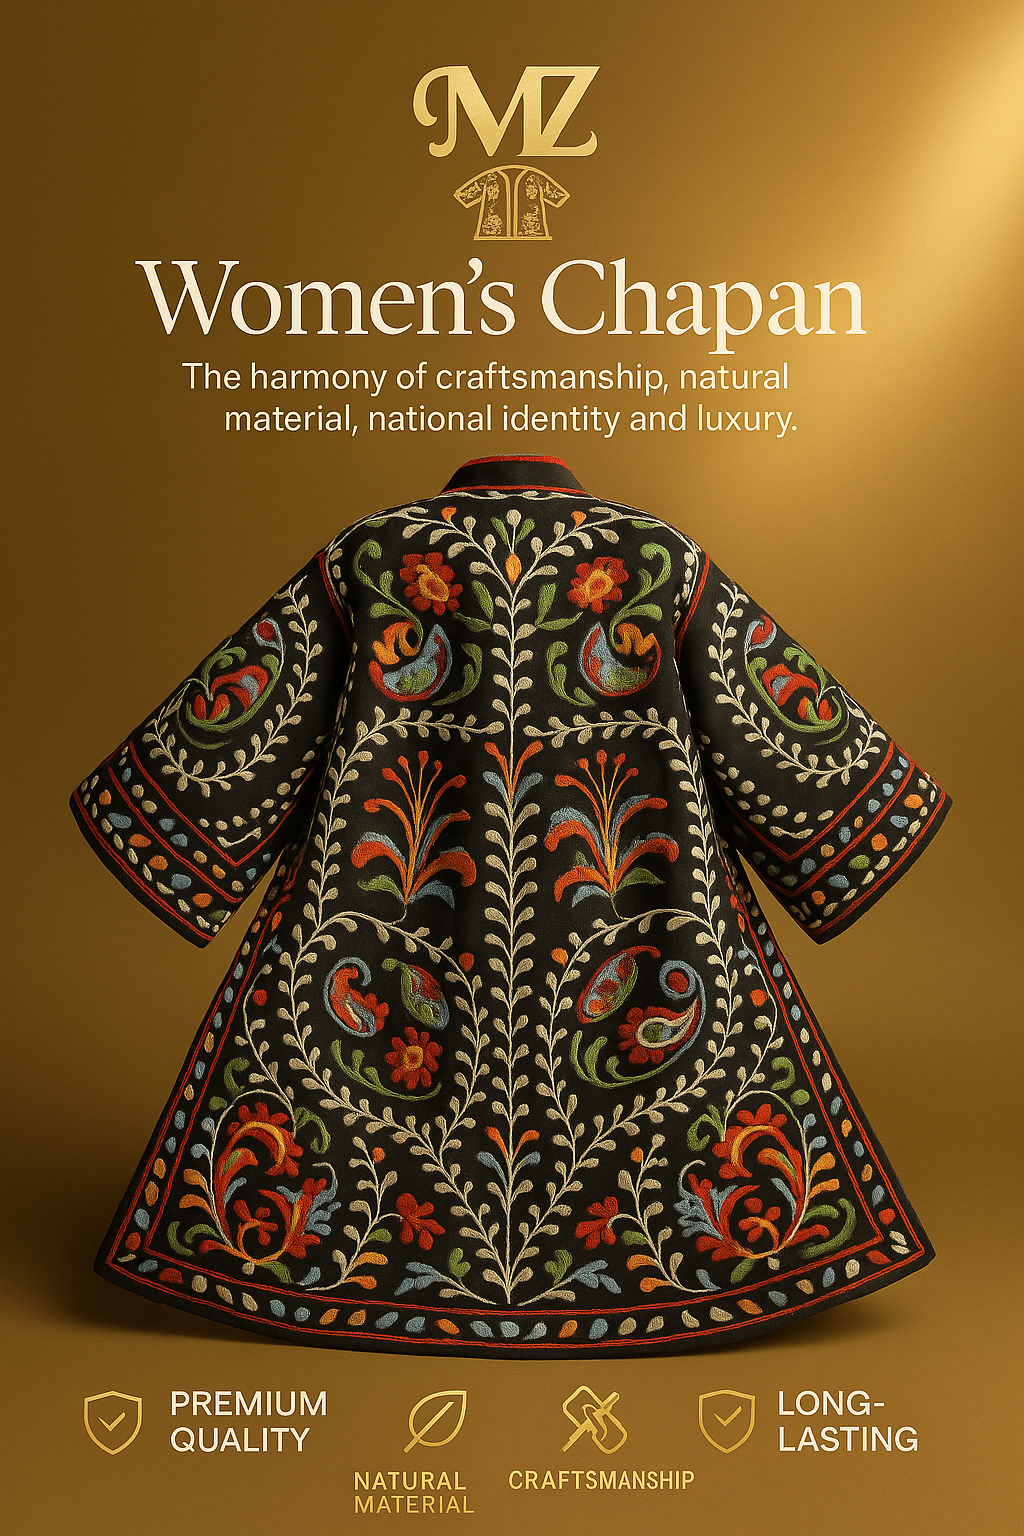 MZ
Women's Chapan
The harmony of craftsmanship, natural
material, national identity and luxury.
PREMIUM
QUALITY
NATURAL
MATERIAL
CRAFTSMANSHIP
LONG-
LASTING